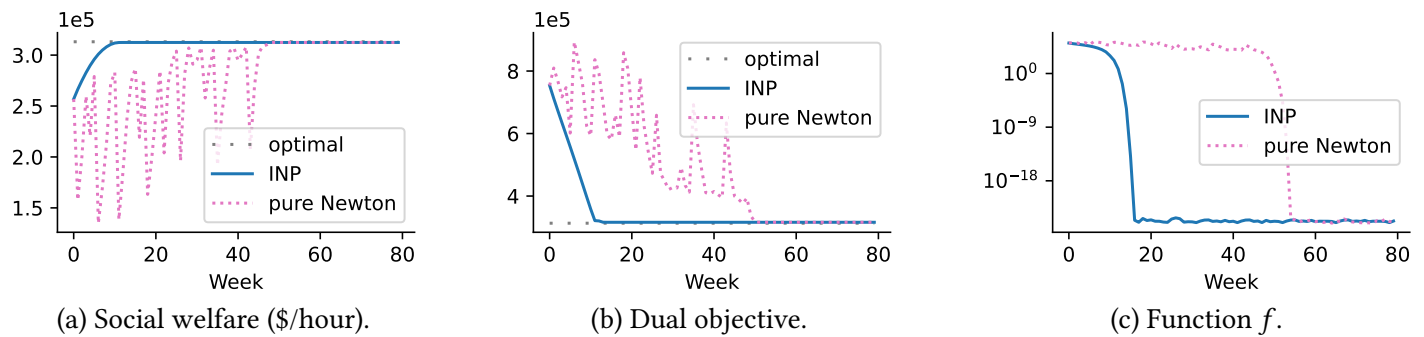 1e5
3.0
2.5
2.0
1.5
optimal
INP
pure Newton
0 20 40 60 80
Week
(a) Social welfare ($/hour).
1e5
8
6
4
optimal
INP
pure Newton
0 20 40 60 80
Week
(b) Dual objective.
10^0
10^-9
10^-18
INP
pure Newton
0 20 40 60 80
Week
(c) Function f.